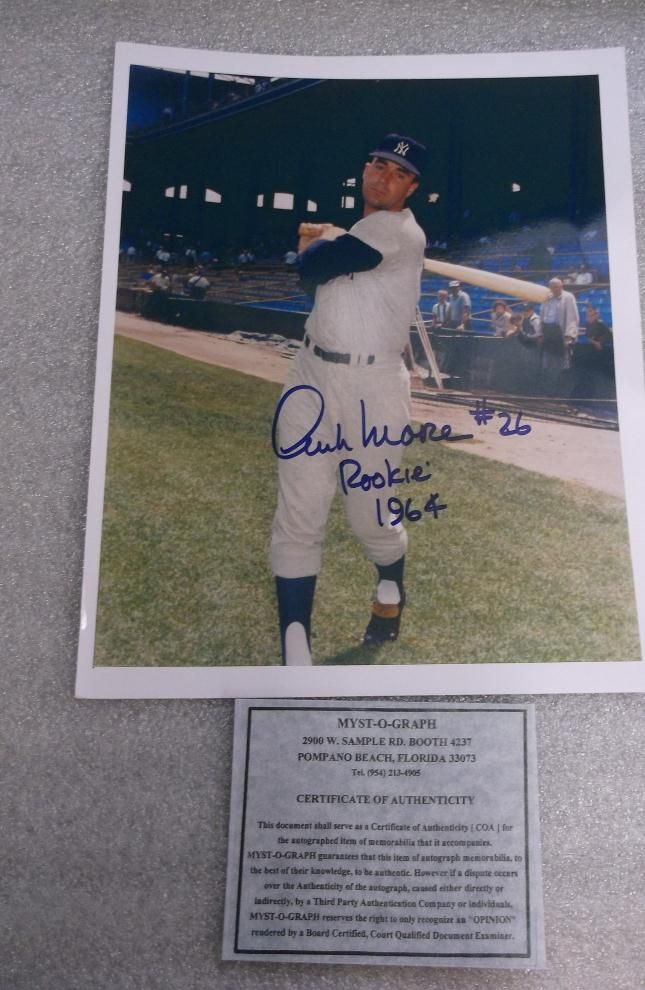 NY
Archie Moore #26
Rookie
1964
MYST-O-GRAPH
2900 W. SAMPLE RD. BOOTH 4237
POMPANO BEACH, FLORIDA 33073
Tel. (954) 213-4905
CERTIFICATE OF AUTHENTICITY
This document shall serve as a Certificate of Authenticity [ COA ] for
the autographed item of memorabilia that it accompanies.
MYST-O-GRAPH guarantees that this item of autograph memorabilia, to
the best of their knowledge, to be authentic. However if a dispute occurs
over the Authenticity of the autograph, caused either directly or
indirectly, by a Third Party Authentication Company or individuals,
MYST-O-GRAPH reserves the right to only recognize an "OPINION"
rendered by a Board Certified, Court Qualified Document Examiner.